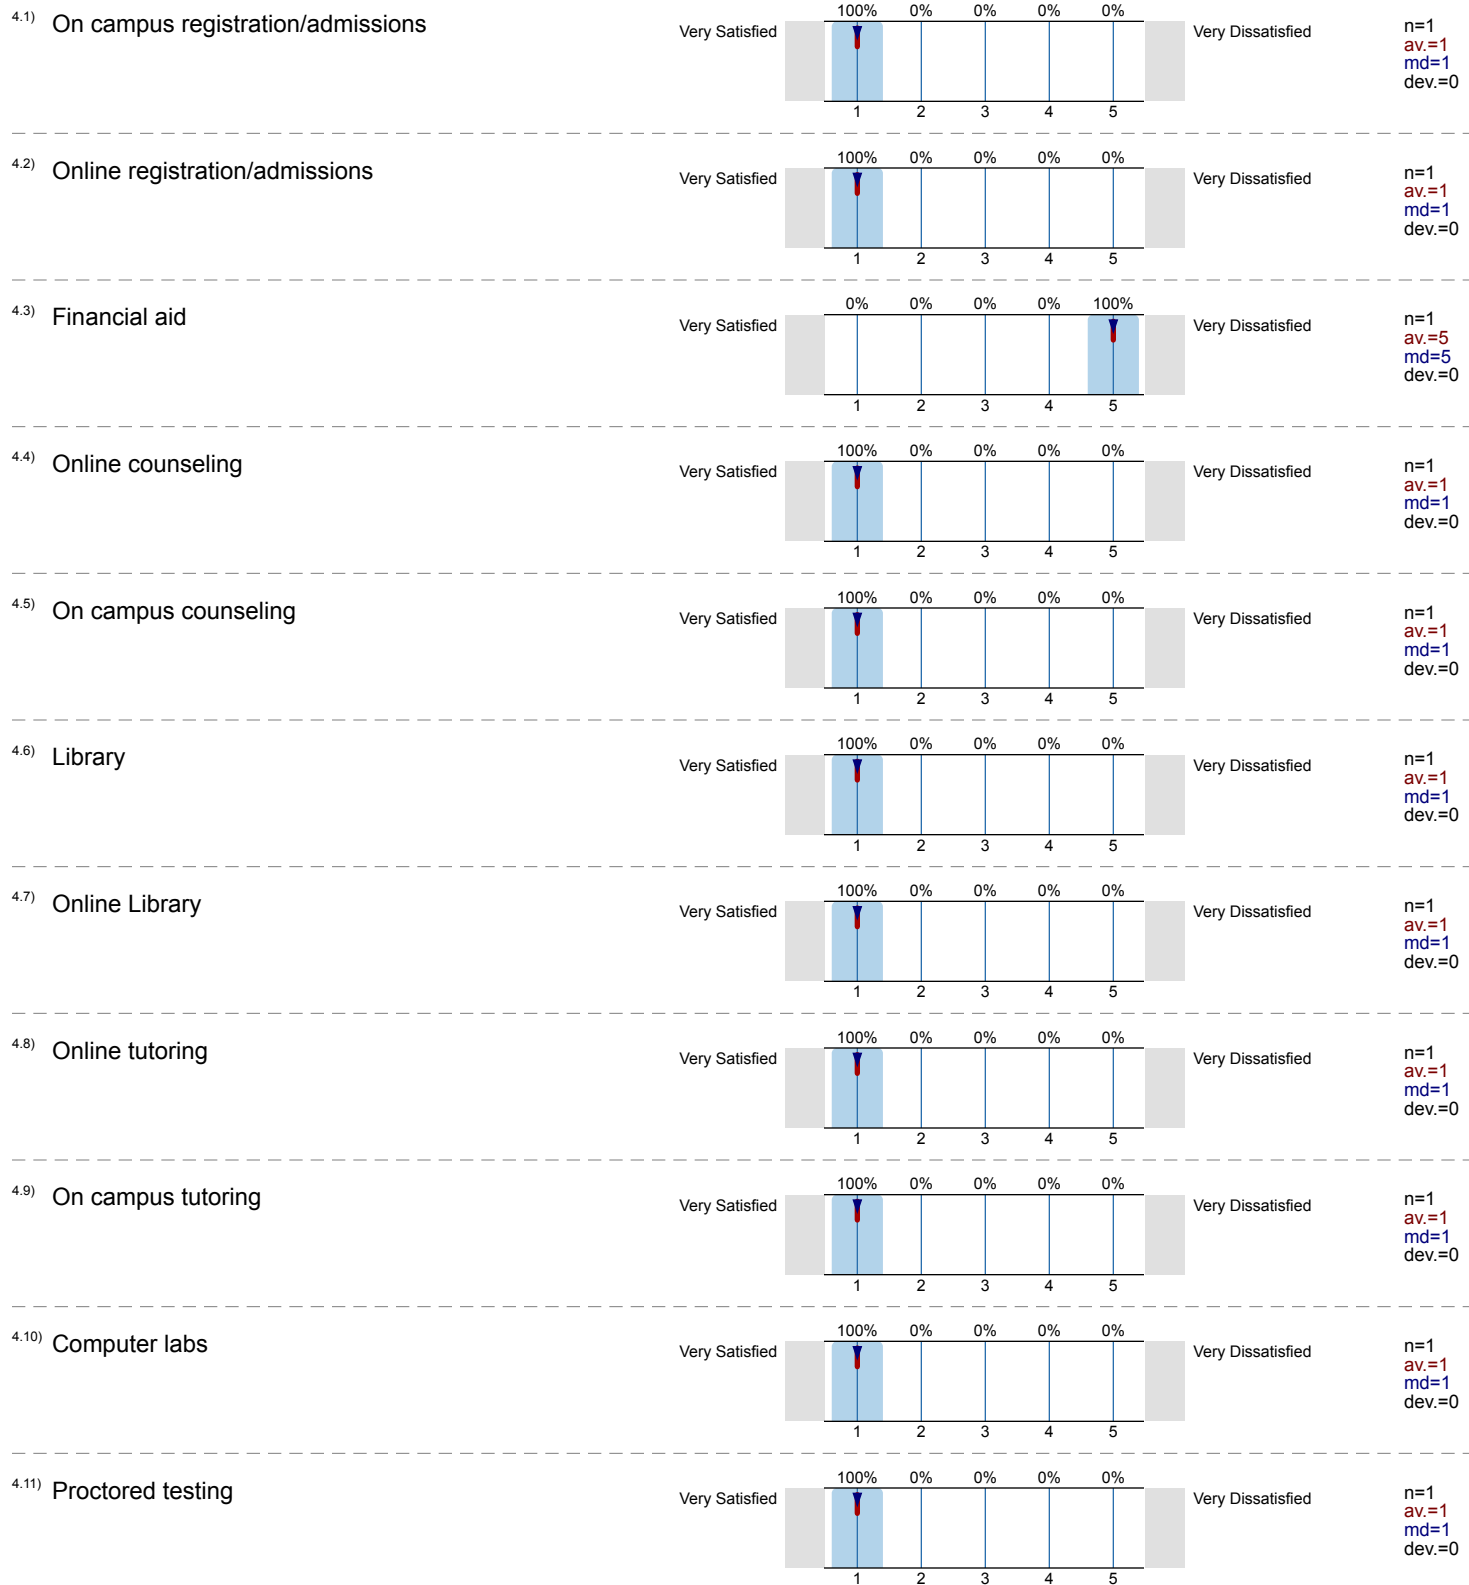 4.1) On campus registration/admissions
100% 0% 0% 0% 0%
Very Satisfied Very Dissatisfied
n=1
av.=1
md=1
dev.=0
1 2 3 4 5
4.2) Online registration/admissions
100% 0% 0% 0% 0%
Very Satisfied Very Dissatisfied
n=1
av.=1
md=1
dev.=0
1 2 3 4 5
4.3) Financial aid
0% 0% 0% 0% 100%
Very Satisfied Very Dissatisfied
n=1
av.=5
md=5
dev.=0
1 2 3 4 5
4.4) Online counseling
100% 0% 0% 0% 0%
Very Satisfied Very Dissatisfied
n=1
av.=1
md=1
dev.=0
1 2 3 4 5
4.5) On campus counseling
100% 0% 0% 0% 0%
Very Satisfied Very Dissatisfied
n=1
av.=1
md=1
dev.=0
1 2 3 4 5
4.6) Library
100% 0% 0% 0% 0%
Very Satisfied Very Dissatisfied
n=1
av.=1
md=1
dev.=0
1 2 3 4 5
4.7) Online Library
100% 0% 0% 0% 0%
Very Satisfied Very Dissatisfied
n=1
av.=1
md=1
dev.=0
1 2 3 4 5
4.8) Online tutoring
100% 0% 0% 0% 0%
Very Satisfied Very Dissatisfied
n=1
av.=1
md=1
dev.=0
1 2 3 4 5
4.9) On campus tutoring
100% 0% 0% 0% 0%
Very Satisfied Very Dissatisfied
n=1
av.=1
md=1
dev.=0
1 2 3 4 5
4.10) Computer labs
100% 0% 0% 0% 0%
Very Satisfied Very Dissatisfied
n=1
av.=1
md=1
dev.=0
1 2 3 4 5
4.11) Proctored testing
100% 0% 0% 0% 0%
Very Satisfied Very Dissatisfied
n=1
av.=1
md=1
dev.=0
1 2 3 4 5